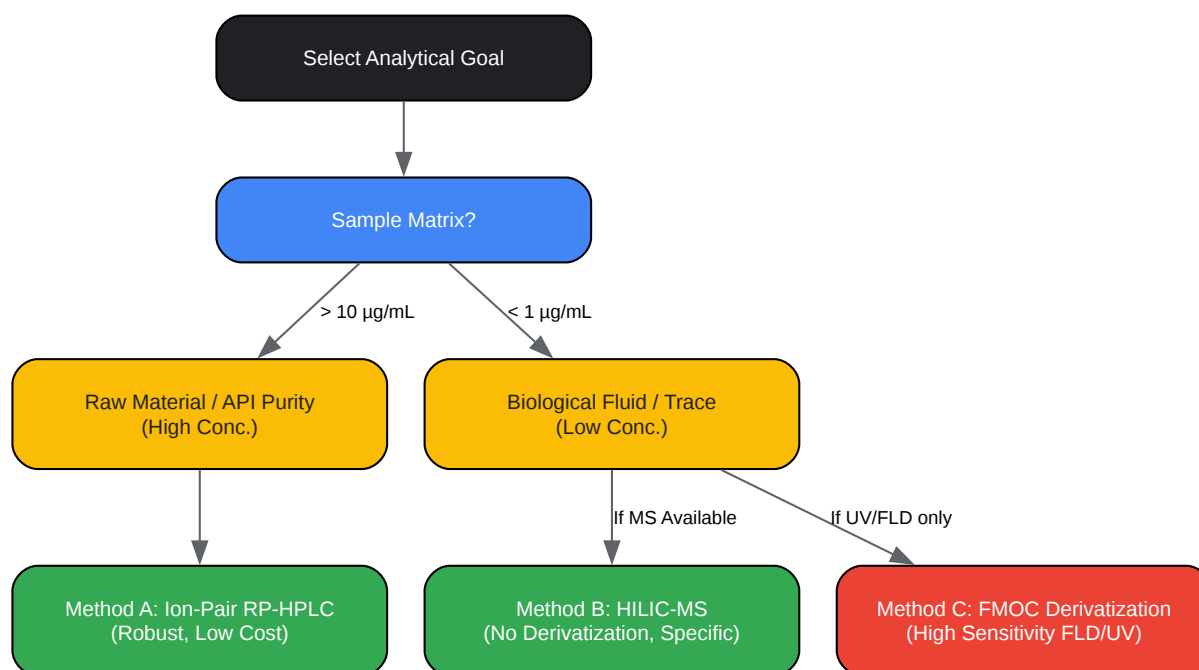 Select Analytical Goal
Sample Matrix?
> 10 µg/mL
< 1 µg/mL
Raw Material / API Purity
(High Conc.)
Biological Fluid / Trace
(Low Conc.)
If MS Available
If UV/FLD only
Method A: Ion-Pair RP-HPLC
(Robust, Low Cost)
Method B: HILIC-MS
(No Derivatization, Specific)
Method C: FMOC Derivatization
(High Sensitivity FLD/UV)